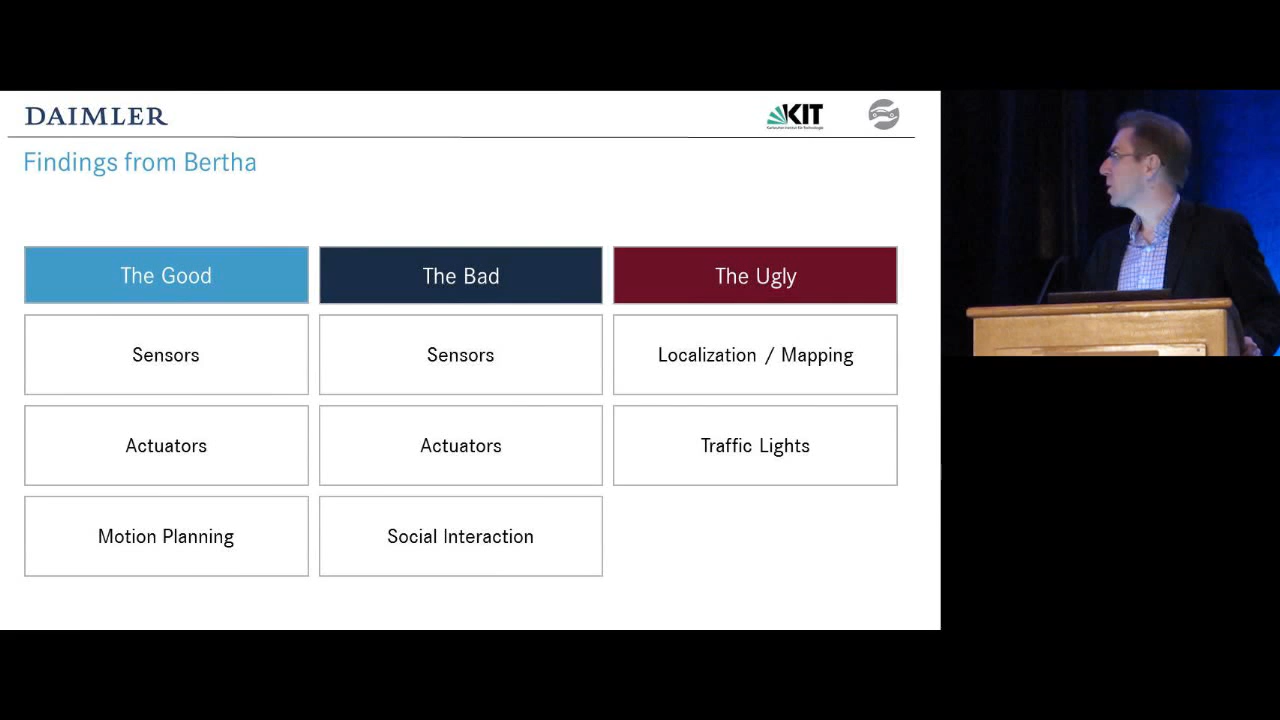 DAIMLER
KIT
Findings from Bertha
The Good
The Bad
The Ugly
Sensors
Sensors
Localization / Mapping
Actuators
Actuators
Traffic Lights
Motion Planning
Social Interaction